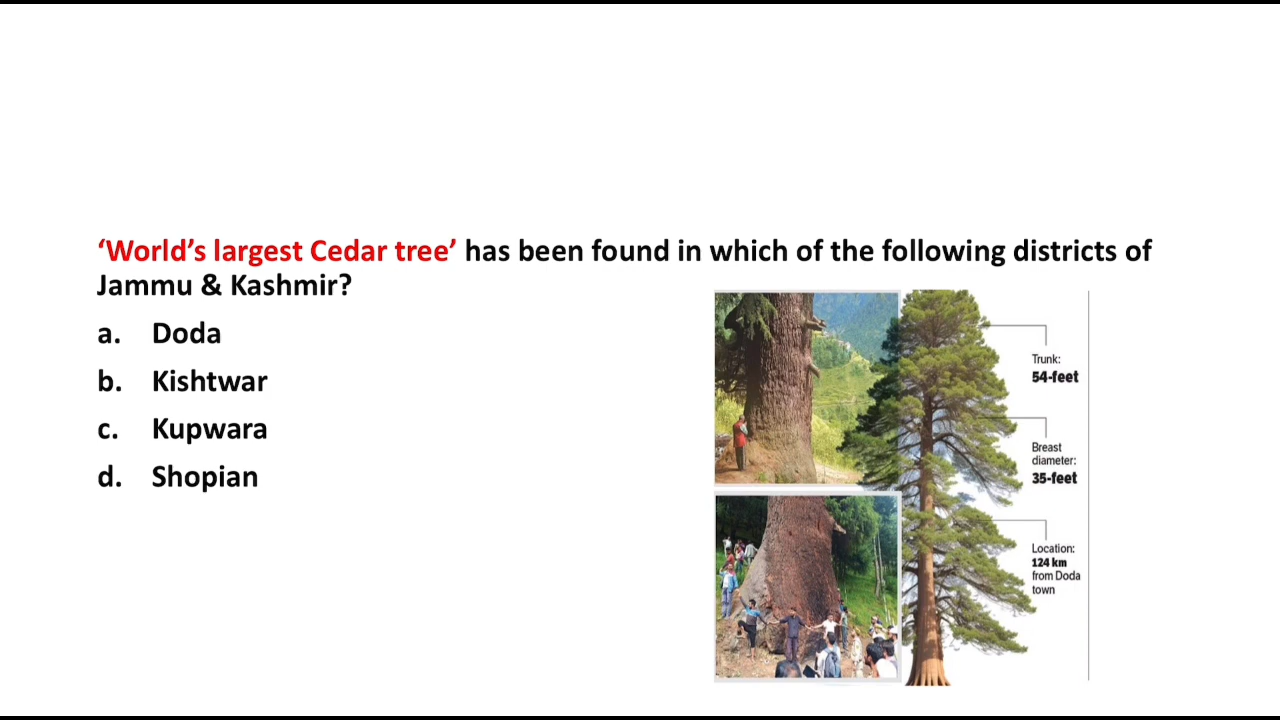 ‘World’s largest Cedar tree’ has been found in which of the following districts of
Jammu & Kashmir?
a. Doda
b. Kishtwar
c. Kupwara
d. Shopian
Trunk:
54-feet
Breast
diameter:
35-feet
Location:
124 km
from Doda
town